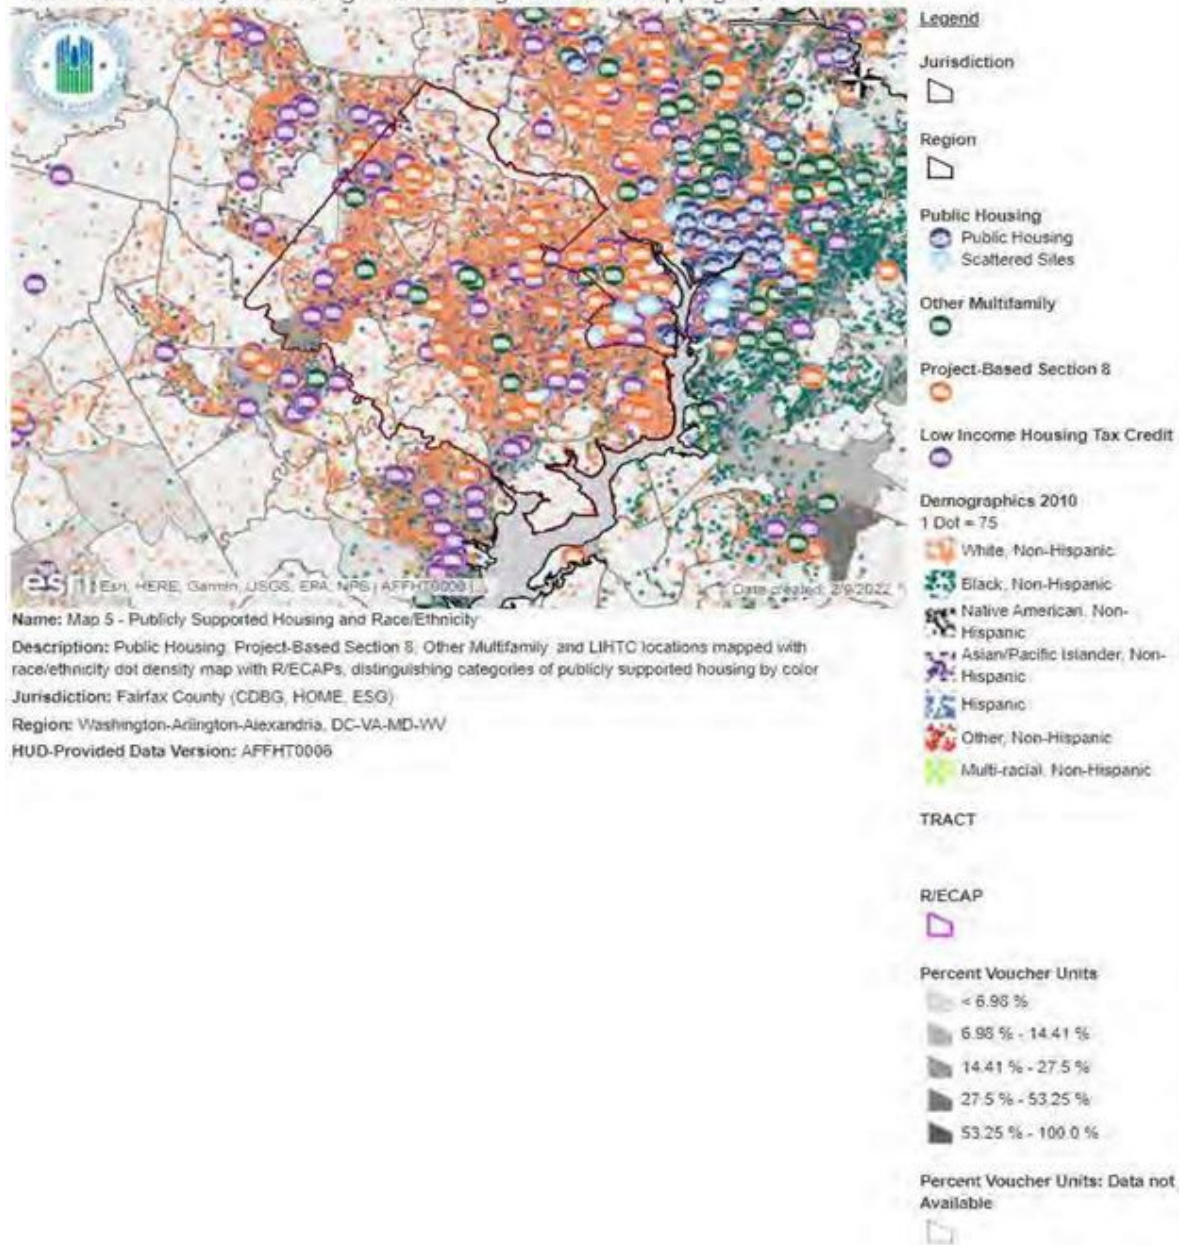 Legend
Jurisdiction
Region
Public Housing
Public Housing
Scattered Sites
Other Multifamily
Project-Based Section 8
Low Income Housing Tax Credit
Demographics 2010
1 Dot = 75
White, Non-Hispanic
Black, Non-Hispanic
Native American, Non-
Hispanic
Asian/Pacific Islander, Non-
Hispanic
Hispanic
Other, Non-Hispanic
Multi-racial, Non-Hispanic
TRACT
R/ECAP
Percent Voucher Units
< 6.98 %
6.98 % - 14.41 %
14.41 % - 27.5 %
27.5 % - 53.25 %
53.25 % - 100.0 %
Percent Voucher Units: Data not
Available
esri Esri, HERE, Garmin, USGS, EPA, NPS | AFFHT0006 |
Date created: 2/9/2022
Name: Map 5 - Publicly Supported Housing and Race/Ethnicity
Description: Public Housing, Project-Based Section 8, Other Multifamily and LIHTC locations mapped with
race/ethnicity dot density map with R/ECAPs, distinguishing categories of publicly supported housing by color
Jurisdiction: Fairfax County (CDBG, HOME, ESG)
Region: Washington-Arlington-Alexandria, DC-VA-MD-WV
HUD-Provided Data Version: AFFHT0006